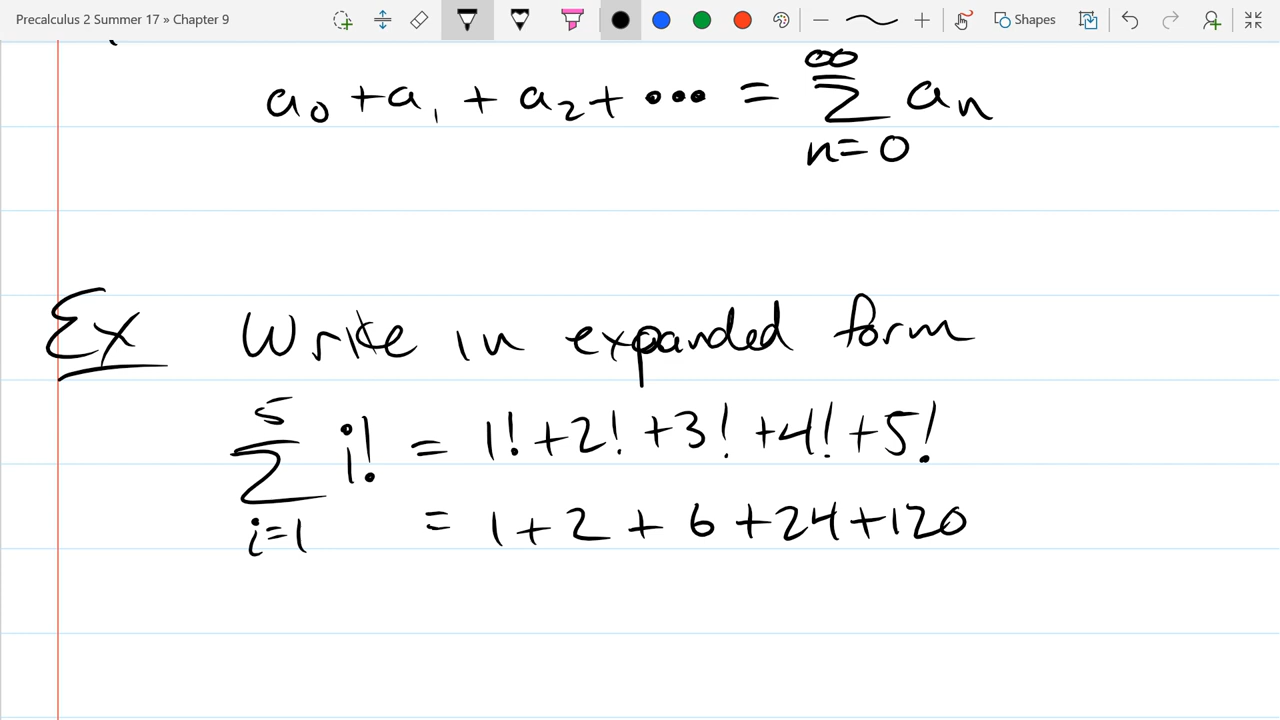 Precalculus 2 Summer 17 » Chapter 9
Shapes
a₀ + a₁ + a₂ + ••• = ∑_{n=0}^{∞} aₙ
Ex Write in expanded form
∑_{i=1}^{5} i! = 1! + 2! + 3! + 4! + 5!
= 1 + 2 + 6 + 24 + 120